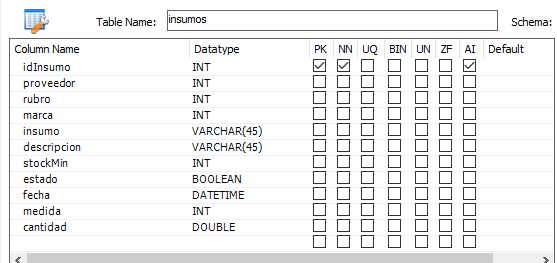 Table Name: insumos Schema:
Column Name Datatype PK NN UQ BIN UN ZF AI Default
idInsumo INT
proveedor INT
rubro INT
marca INT
insumo VARCHAR(45)
descripcion VARCHAR(45)
stockMin INT
estado BOOLEAN
fecha DATETIME
medida INT
cantidad DOUBLE